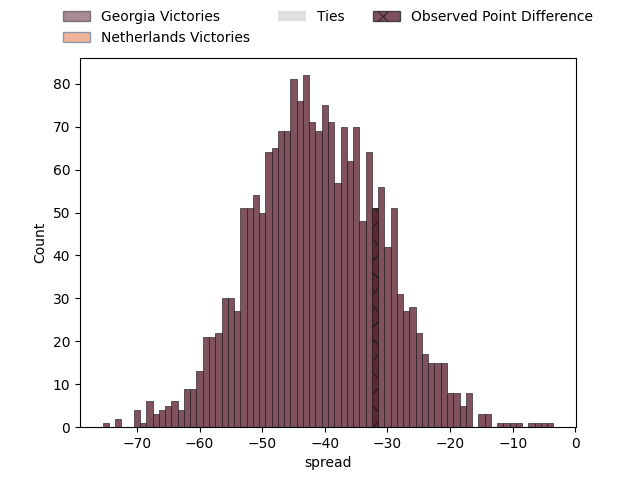 Georgia Victories
Netherlands Victories
Ties
Observed Point Difference
Count
80
70
60
50
40
30
20
10
0
−70
−60
−50
−40
−30
−20
−10
0
spread